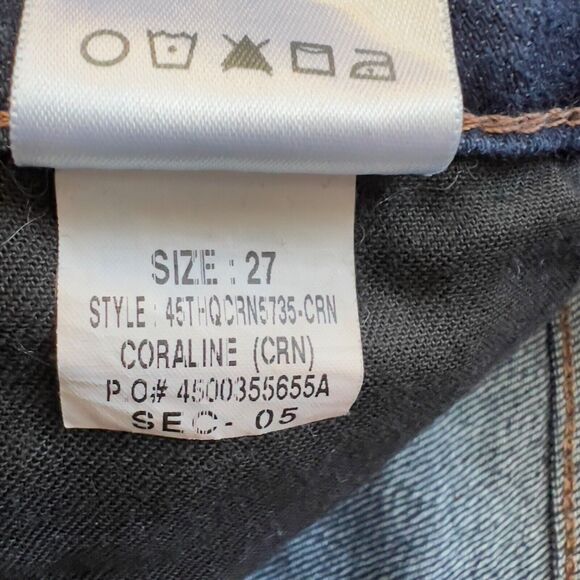 SIZE : 27
STYLE : 45THQCRN5735-CRN
CORALINE (CRN)
P.O# 4500355655A
SEC- 05